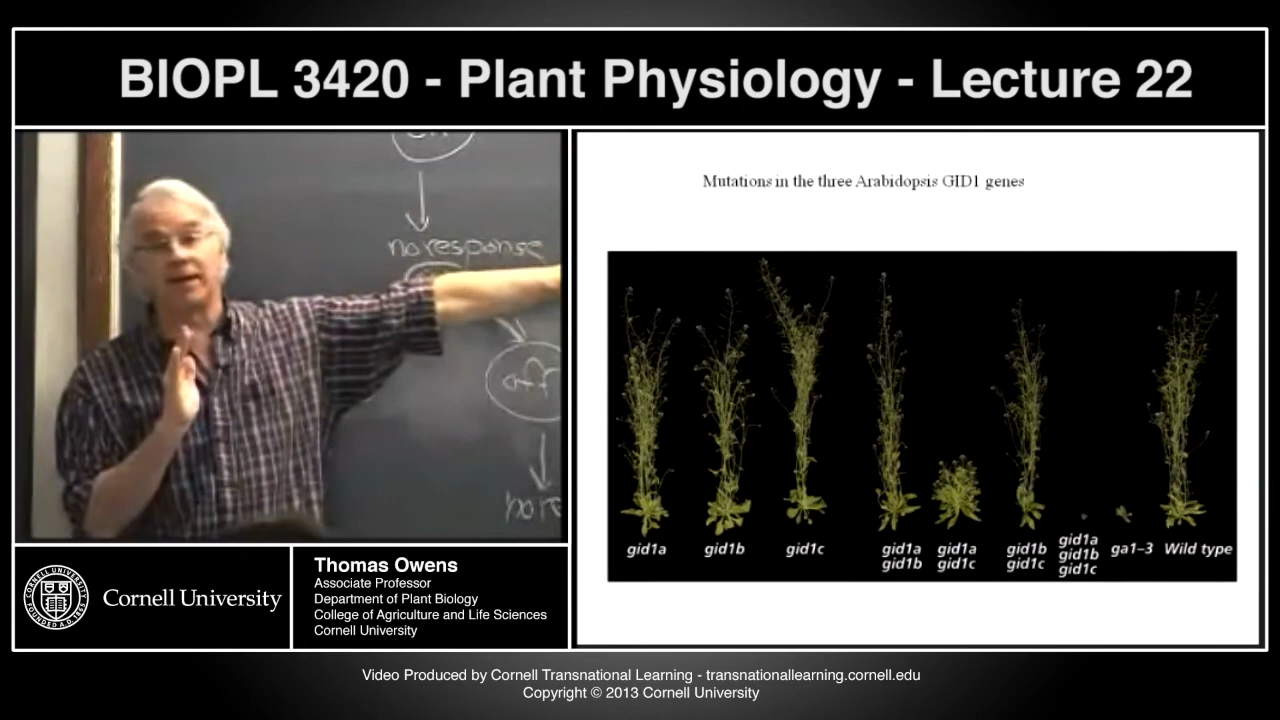 BIOPL 3420 - Plant Physiology - Lecture 22
no response
Mutations in the three Arabidopsis GID1 genes
gid1a
gid1b
gid1c
gid1a
gid1b
gid1a
gid1c
gid1b
gid1c
gid1a
gid1b
gid1c
ga1-3
Wild type
Cornell University
Thomas Owens
Associate Professor
Department of Plant Biology
College of Agriculture and Life Sciences
Cornell University
Video Produced by Cornell Transnational Learning - transnationallearning.cornell.edu
Copyright © 2013 Cornell University